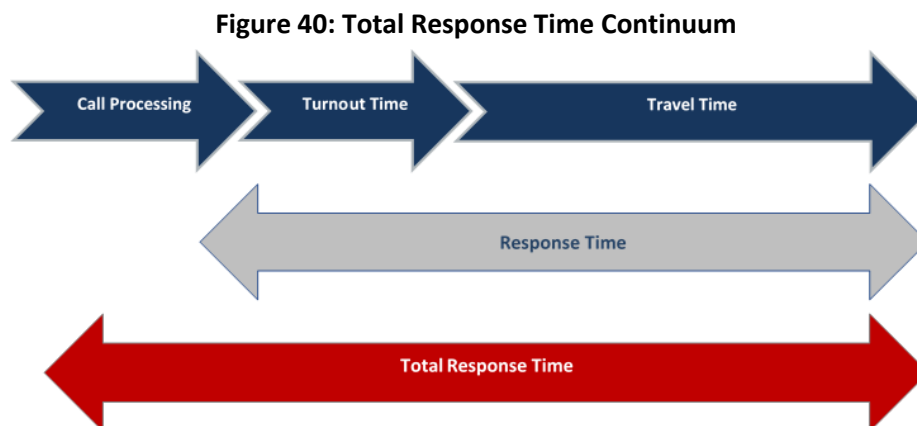 Figure 40: Total Response Time Continuum
Call Processing
Turnout Time
Travel Time
Response Time
Total Response Time